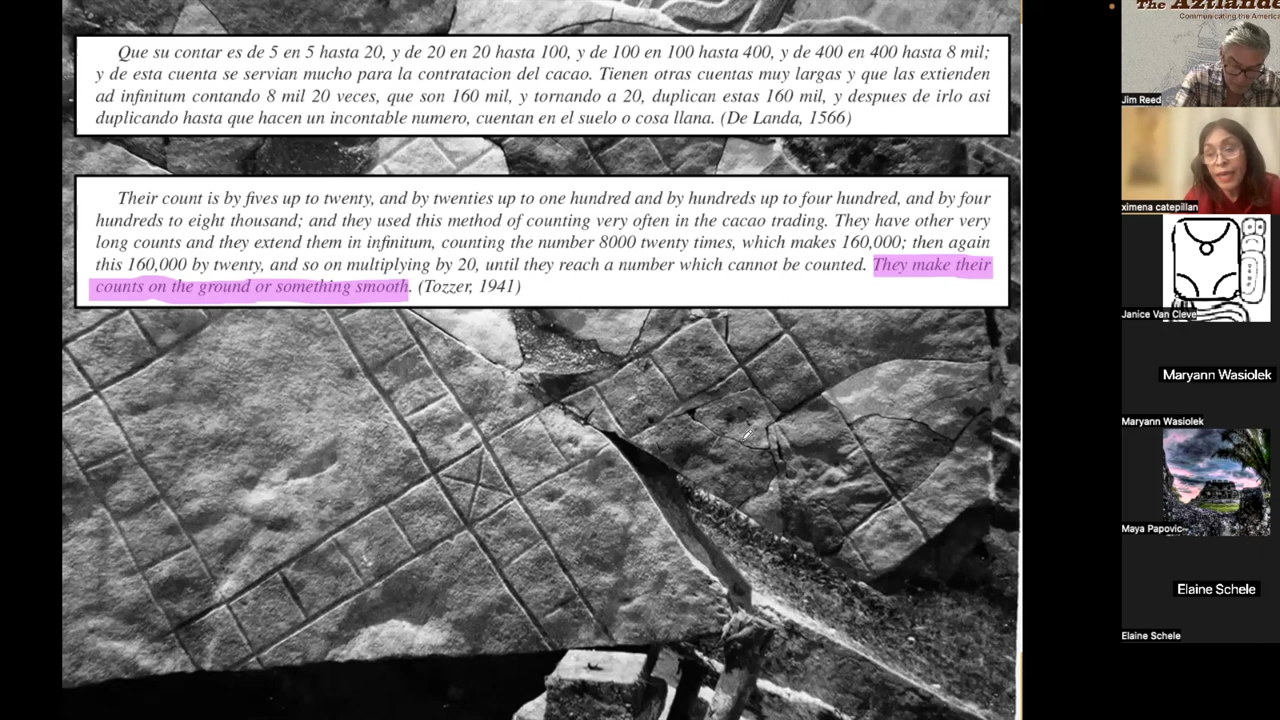 Que su contar es de 5 en 5 hasta 20, y de 20 en 20 hasta 100, y de 100 en 100 hasta 400, y de 400 en 400 hasta 8 mil;
y de esta cuenta se servian mucho para la contratacion del cacao. Tienen otras cuentas muy largas y que las extienden
ad infinitum contando 8 mil 20 veces, que son 160 mil, y tornando a 20, duplican estas 160 mil, y despues de irlo asi
duplicando hasta que hacen un incontable numero, cuentan en el suelo o cosa llana. (De Landa, 1566)
Their count is by fives up to twenty, and by twenties up to one hundred and by hundreds up to four hundred, and by four
hundreds to eight thousand; and they used this manner of counting very often in the cacao trading. They have other very
long counts and they extend them in infinitum, counting the number 8000 twenty times, which makes 160,000; then again
this 160,000 by twenty, and so on multiplying by 20, until they reach a number which cannot be counted. They make their
counts on the ground or something smooth. (Tozzer, 1941)
The Aztlande
Communicating the America
Jim Reed
ximena catepillan
Janice Van Cleve
Maryann Wasiolek
Maryann Wasiolek
Maya Papovic
Elaine Schele
Elaine Schele